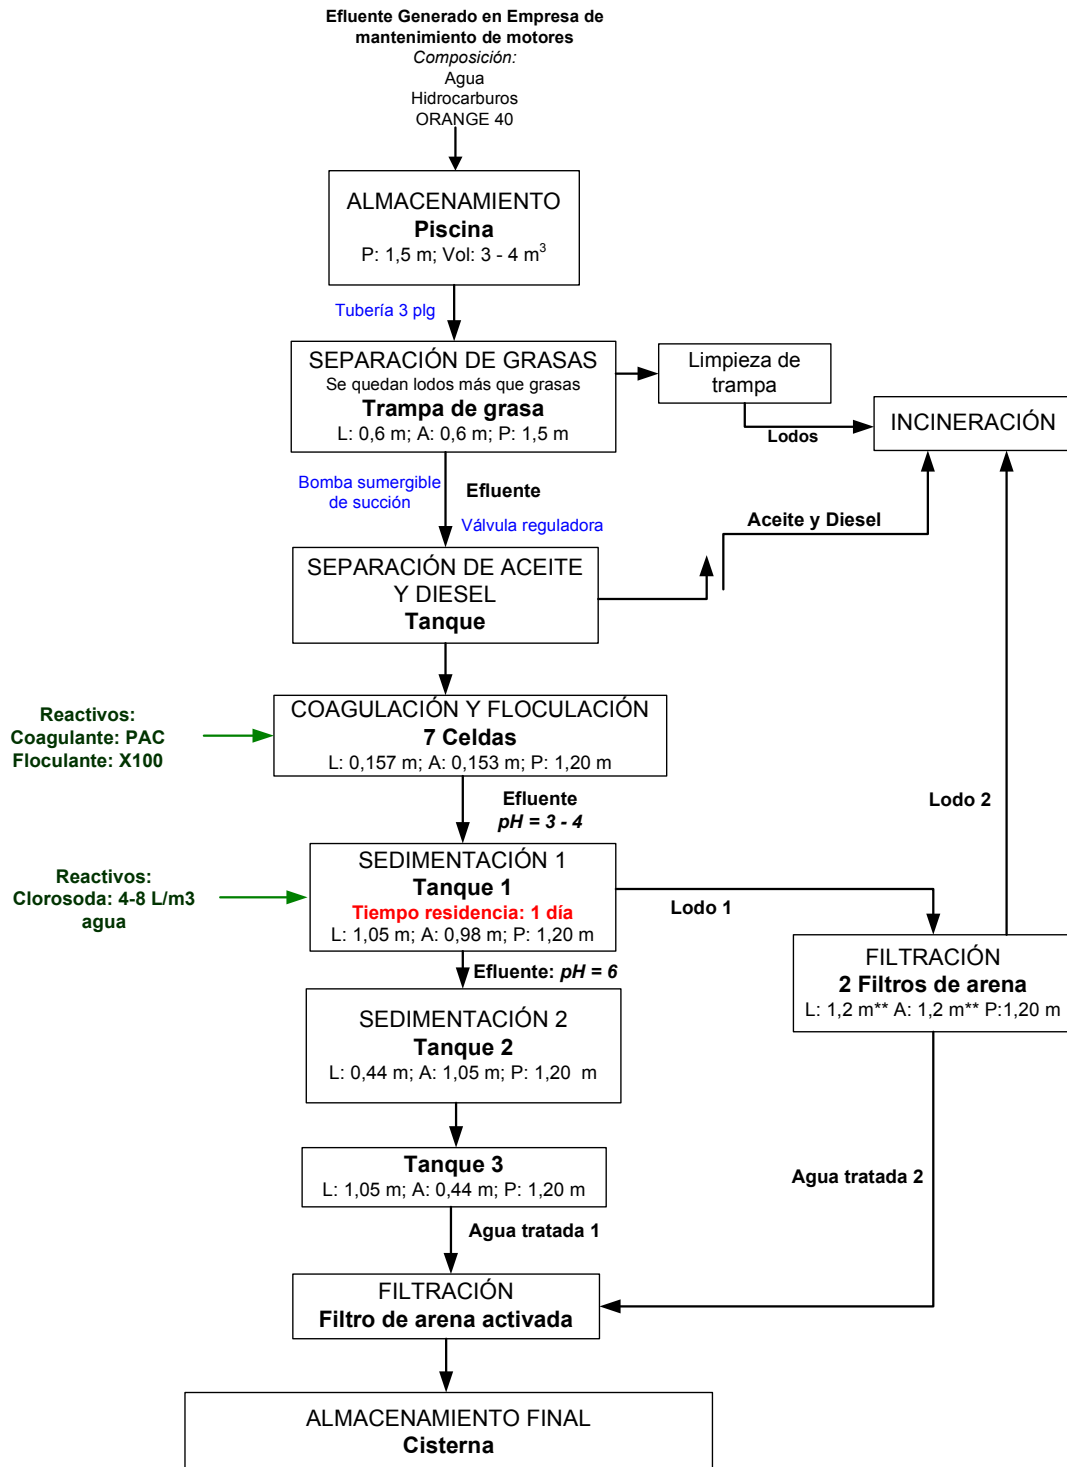 Efluente Generado en Empresa de
mantenimiento de motores
Composición:
Agua
Hidrocarburos
ORANGE 40
ALMACENAMIENTO
Piscina
P: 1,5 m; Vol: 3 - 4 m³
Tubería 3 plg
SEPARACIÓN DE GRASAS
Se quedan lodos más que grasas
Trampa de grasa
L: 0,6 m; A: 0,6 m; P: 1,5 m
Limpieza de
trampa
Lodos
INCINERACIÓN
Bomba sumergible
de succión
Efluente
Válvula reguladora
Aceite y Diesel
SEPARACIÓN DE ACEITE
Y DIESEL
Tanque
COAGULACIÓN Y FLOCULACIÓN
7 Celdas
L: 0,157 m; A: 0,153 m; P: 1,20 m
Reactivos:
Coagulante: PAC
Floculante: X100
Efluente
pH = 3 - 4
Lodo 2
SEDIMENTACIÓN 1
Tanque 1
Tiempo residencia: 1 día
L: 1,05 m; A: 0,98 m; P: 1,20 m
Reactivos:
Clorosoda: 4-8 L/m3
agua
Lodo 1
FILTRACIÓN
2 Filtros de arena
L: 1,2 m** A: 1,2 m** P:1,20 m
Efluente: pH = 6
SEDIMENTACIÓN 2
Tanque 2
L: 0,44 m; A: 1,05 m; P: 1,20 m
Tanque 3
L: 1,05 m; A: 0,44 m; P: 1,20 m
Agua tratada 2
Agua tratada 1
FILTRACIÓN
Filtro de arena activada
ALMACENAMIENTO FINAL
Cisterna